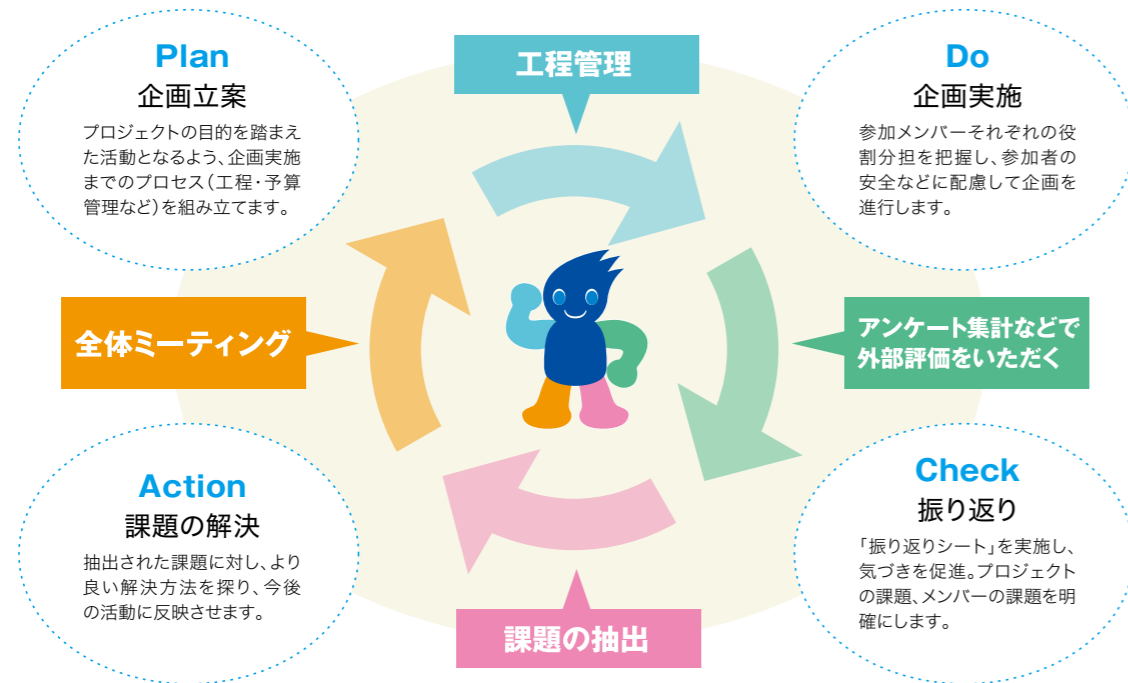 Plan
企画立案
プロジェクトの目的を踏まえ
た活動となるよう、企画実施
までのプロセス（工程・予算
管理など）を組み立てます。
工程管理
Do
企画実施
参加メンバーそれぞれの役
割分担を把握し、参加者の
安全などに配慮して企画を
進行します。
全体ミーティング
アンケート集計などで
外部評価をいただく
Action
課題の解決
抽出された課題に対し、より
良い解決方法を探り、今後
の活動に反映させます。
課題の抽出
Check
振り返り
「振り返りシート」を実施し、
気づきを促進。プロジェクト
の課題、メンバーの課題を明
確にします。